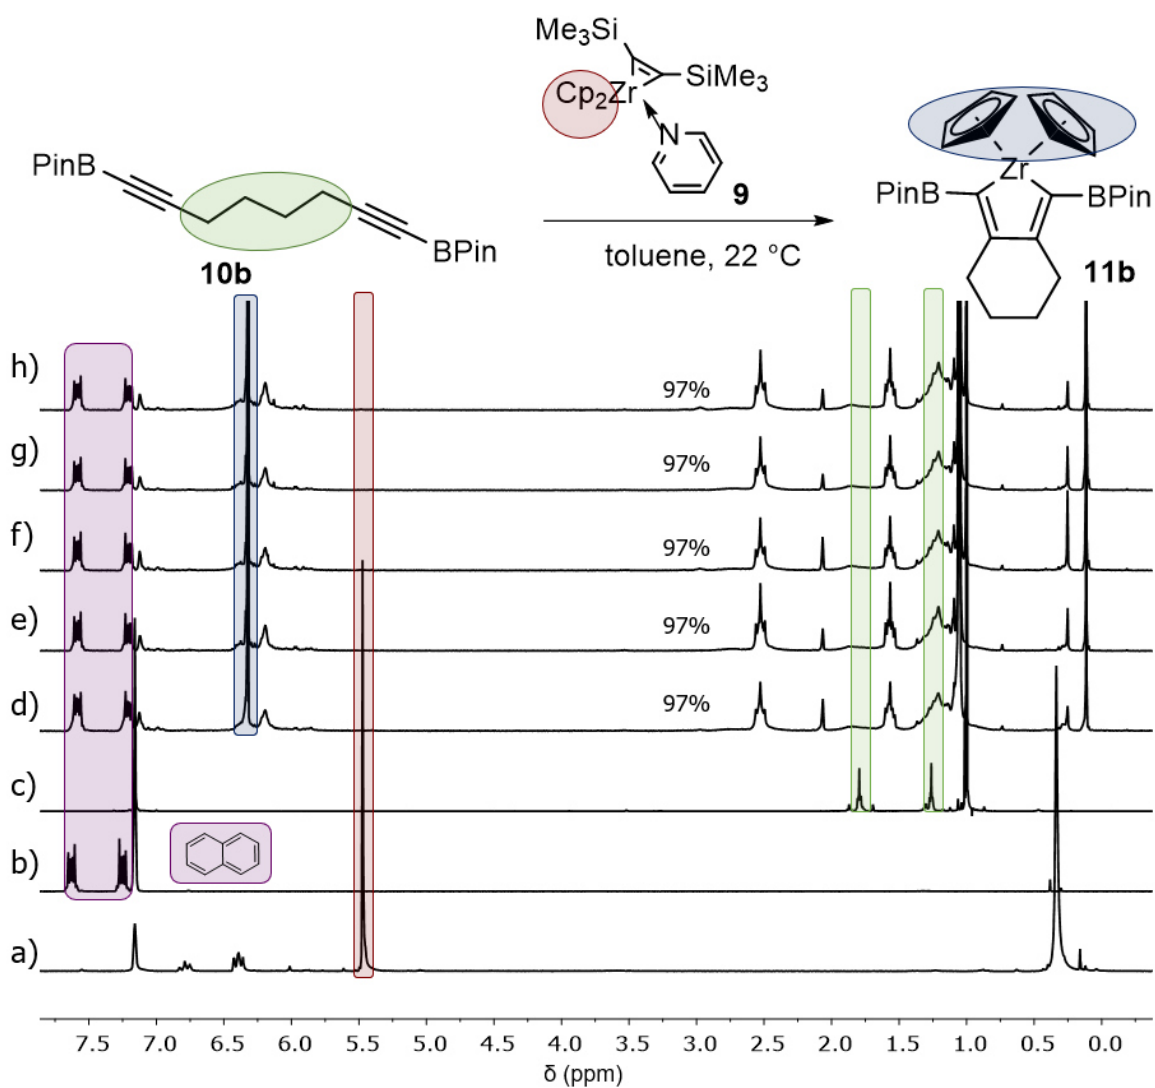 Me₃Si
SiMe₃
Cp₂Zr
N
9
PinB
BPin
10b
toluene, 22 °C
Zr
PinB
BPin
11b
h)
97%
g)
97%
f)
97%
e)
97%
d)
97%
c)
b)
a)
7.5 7.0 6.5 6.0 5.5 5.0 4.5 4.0 3.5 3.0 2.5 2.0 1.5 1.0 0.5 0.0
δ (ppm)